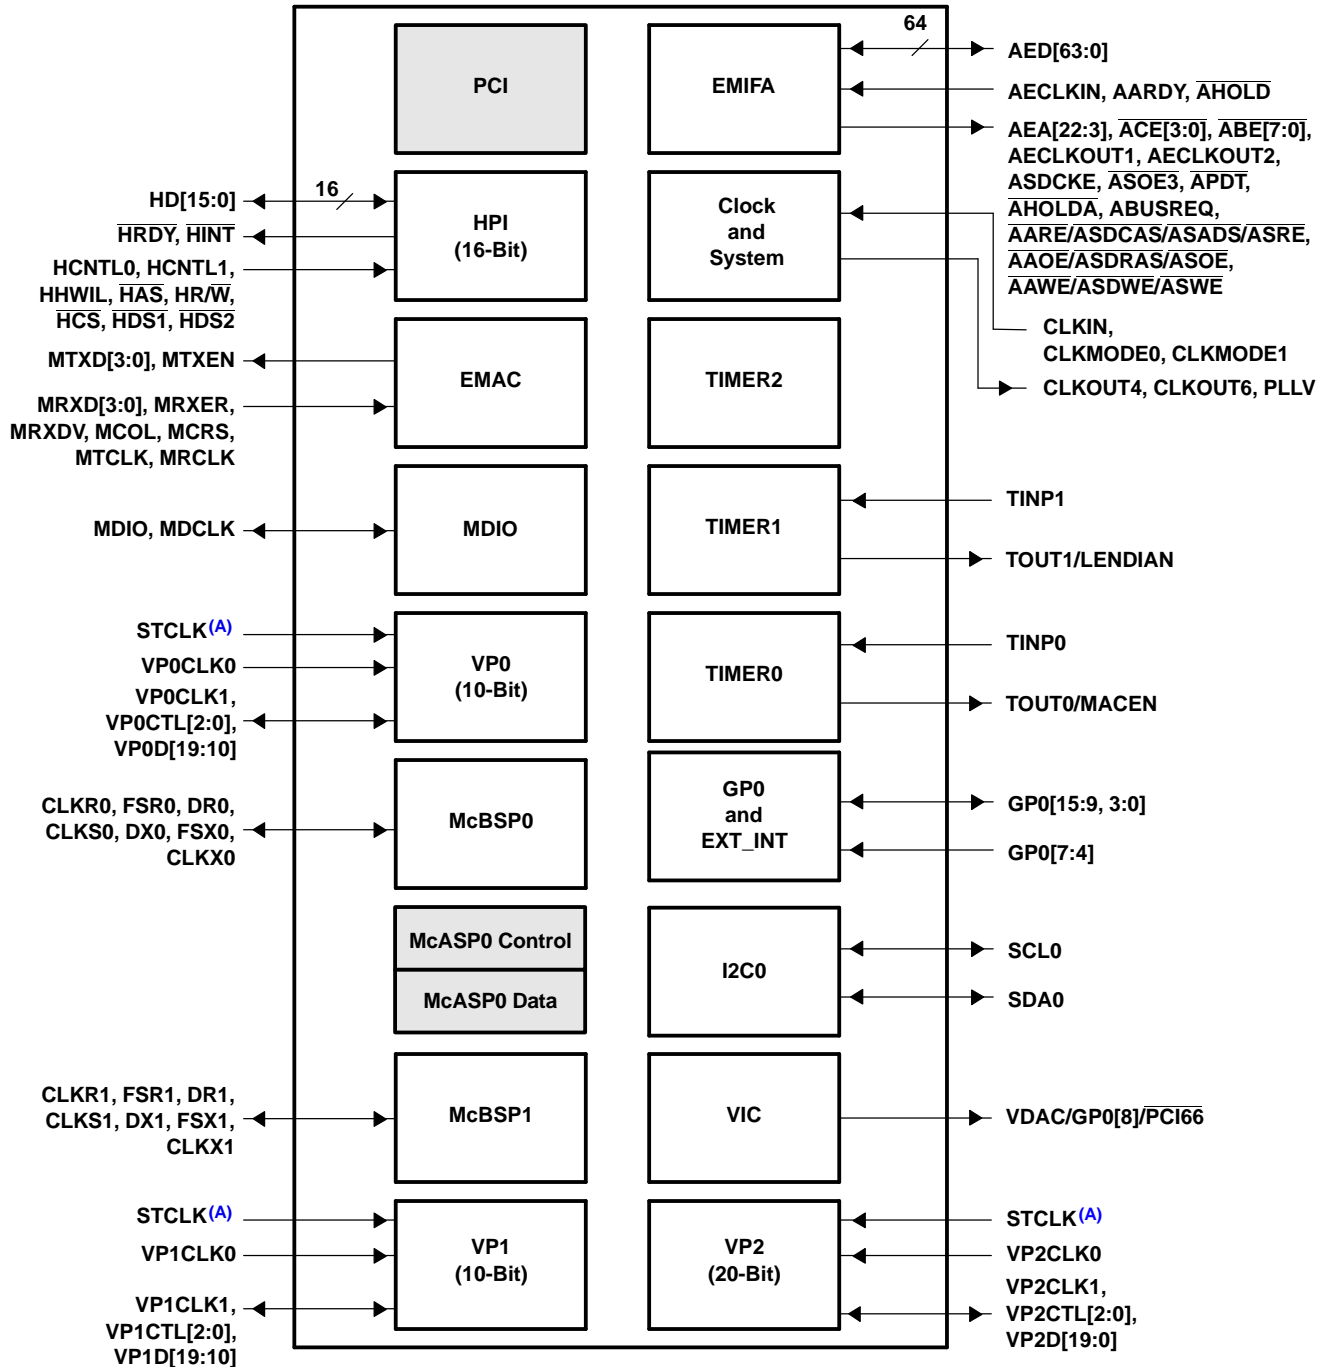 64
PCI
EMIFA
AED[63:0]
AECLKIN, AARDY, AHOLD
AEA[22:3], ACE[3:0], ABE[7:0],
AECLKOUT1, AECLKOUT2,
ASDCKE, ASOE3, APDT,
AHOLDA, ABUSREQ,
AARE/ASDCAS/ASADS/ASRE,
AAOE/ASDRAS/ASOE,
AAWE/ASDWE/ASWE
HD[15:0]
16
HRDY, HINT
HCNTL0, HCNTL1,
HHWIL, HAS, HR/W,
HCS, HDS1, HDS2
HPI
(16-Bit)
Clock
and
System
CLKIN,
CLKMODE0, CLKMODE1
CLKOUT4, CLKOUT6, PLLV
MTXD[3:0], MTXEN
MRXD[3:0], MRXER,
MRXDV, MCOL, MCRS,
MTCLK, MRCLK
EMAC
TIMER2
MDIO, MDCLK
MDIO
TIMER1
TINP1
TOUT1/LENDIAN
STCLK(A)
VP0CLK0
VP0CLK1,
VP0CTL[2:0],
VP0D[19:10]
VP0
(10-Bit)
TIMER0
TINP0
TOUT0/MACEN
CLKR0, FSR0, DR0,
CLKS0, DX0, FSX0,
CLKX0
McBSP0
GP0
and
EXT_INT
GP0[15:9, 3:0]
GP0[7:4]
McASP0 Control
McASP0 Data
I2C0
SCL0
SDA0
CLKR1, FSR1, DR1,
CLKS1, DX1, FSX1,
CLKX1
McBSP1
VIC
VDAC/GP0[8]/PCI66
STCLK(A)
VP1CLK0
VP1CLK1,
VP1CTL[2:0],
VP1D[19:10]
VP1
(10-Bit)
VP2
(20-Bit)
STCLK(A)
VP2CLK0
VP2CLK1,
VP2CTL[2:0],
VP2D[19:0]